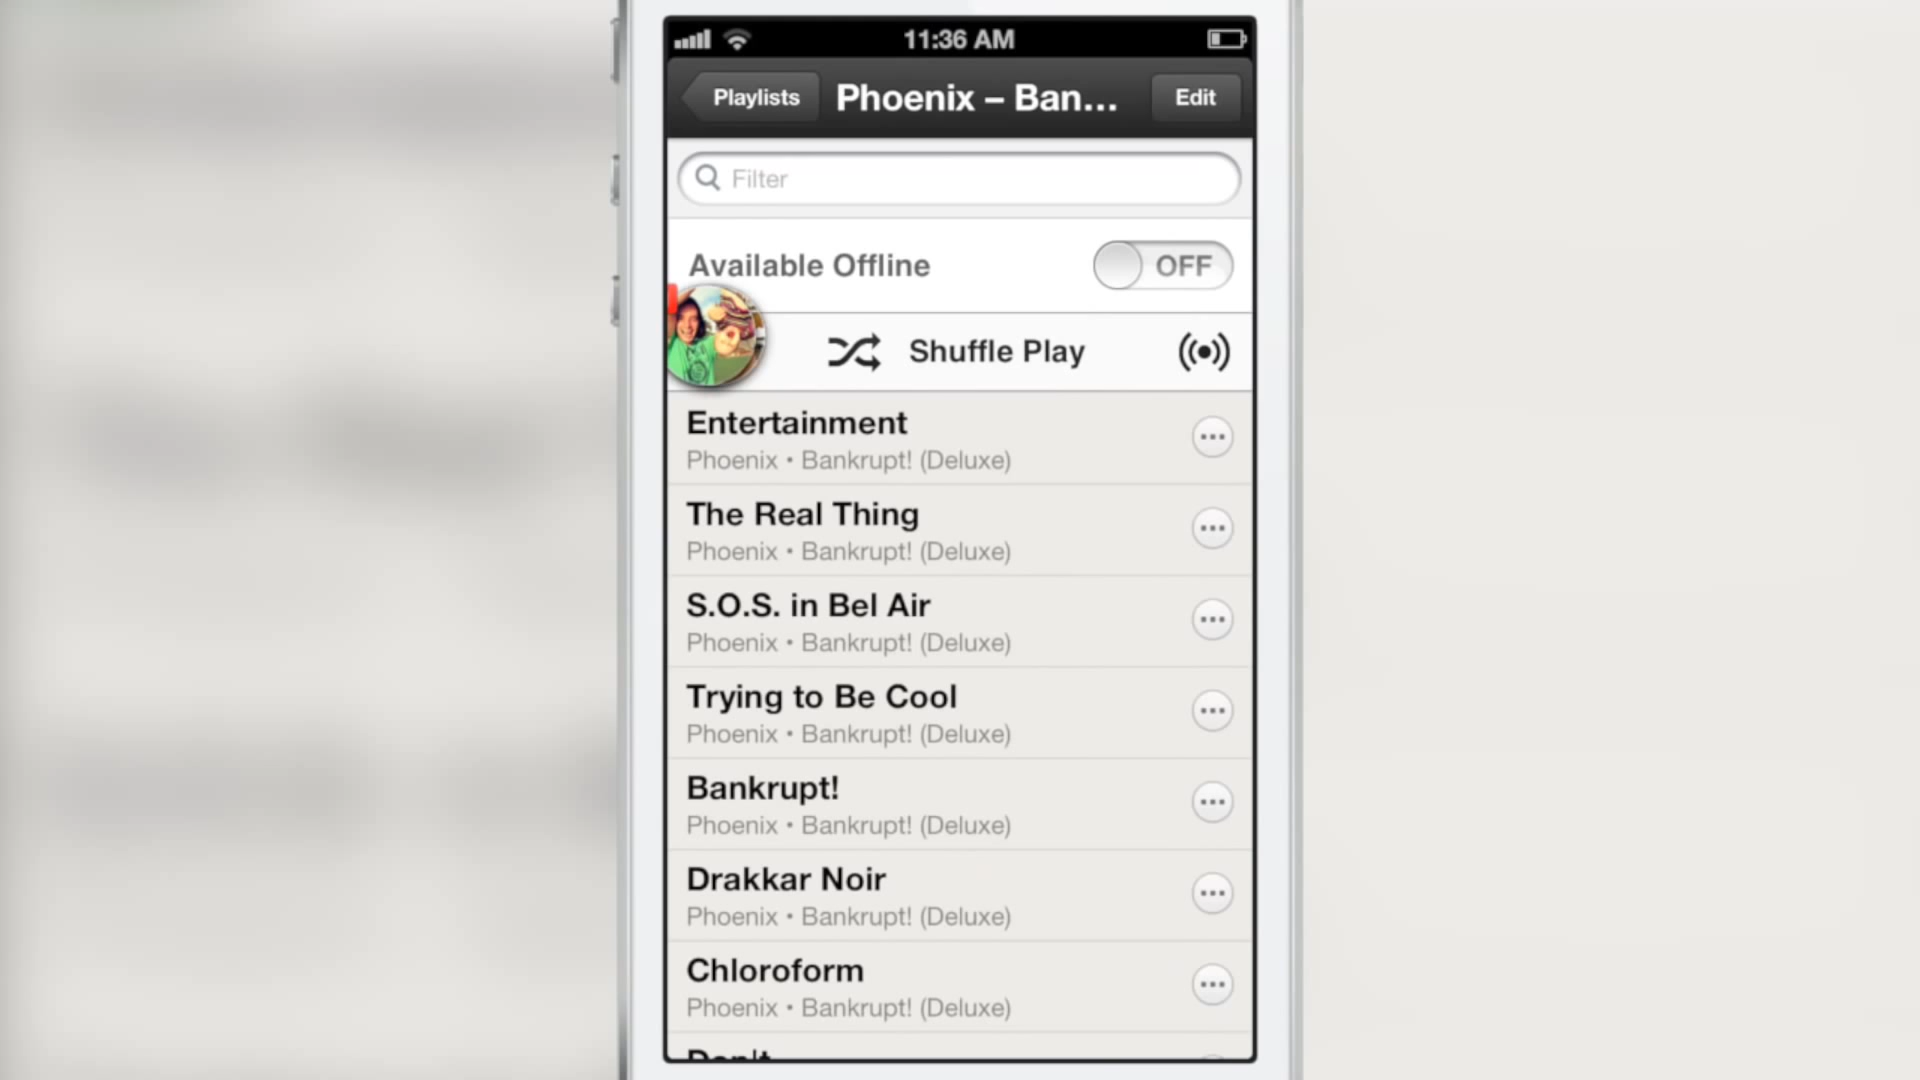 11:36 AM
Playlists
Phoenix – Ban...
Edit
Filter
Available Offline
OFF
Shuffle Play
Entertainment
Phoenix • Bankrupt! (Deluxe)
The Real Thing
Phoenix • Bankrupt! (Deluxe)
S.O.S. in Bel Air
Phoenix • Bankrupt! (Deluxe)
Trying to Be Cool
Phoenix • Bankrupt! (Deluxe)
Bankrupt!
Phoenix • Bankrupt! (Deluxe)
Drakkar Noir
Phoenix • Bankrupt! (Deluxe)
Chloroform
Phoenix • Bankrupt! (Deluxe)
Don't